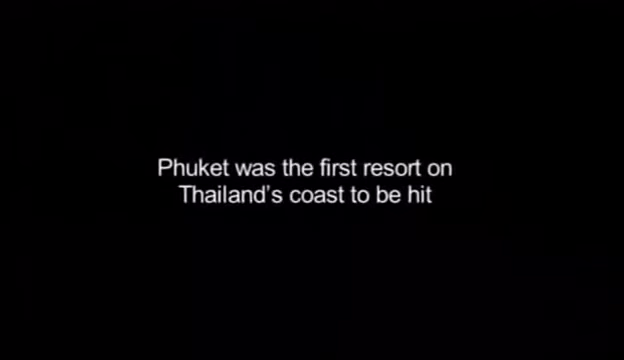 Phuket was the first resort on
Thailand's coast to be hit